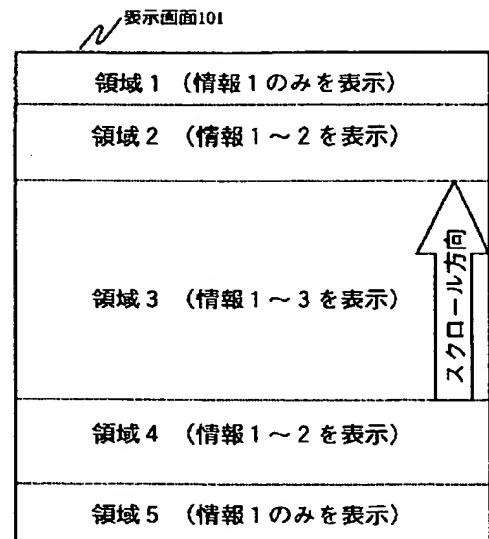 表示画面101
領域1 （情報1のみを表示）
領域2 （情報1～2を表示）
スクロール方向
領域3 （情報1～3を表示）
領域4 （情報1～2を表示）
領域5 （情報1のみを表示）